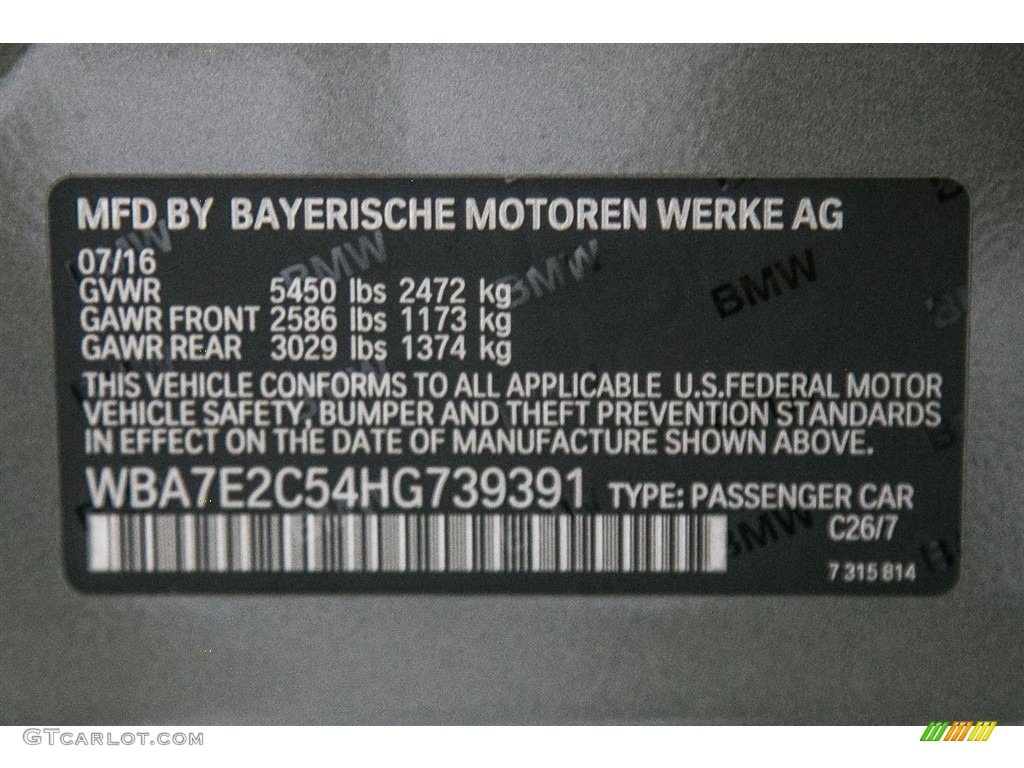 MFD BY BAYERISCHE MOTOREN WERKE AG
07/16
GVWR 5450 lbs 2472 kg
GAWR FRONT 2586 lbs 1173 kg
GAWR REAR 3029 lbs 1374 kg
THIS VEHICLE CONFORMS TO ALL APPLICABLE U.S.FEDERAL MOTOR
VEHICLE SAFETY, BUMPER AND THEFT PREVENTION STANDARDS
IN EFFECT ON THE DATE OF MANUFACTURE SHOWN ABOVE.
WBA7E2C54HG739391 TYPE: PASSENGER CAR
C26/7
7 315 814
BMW BMW BMW BMW
BMW
GTCARLOT.COM